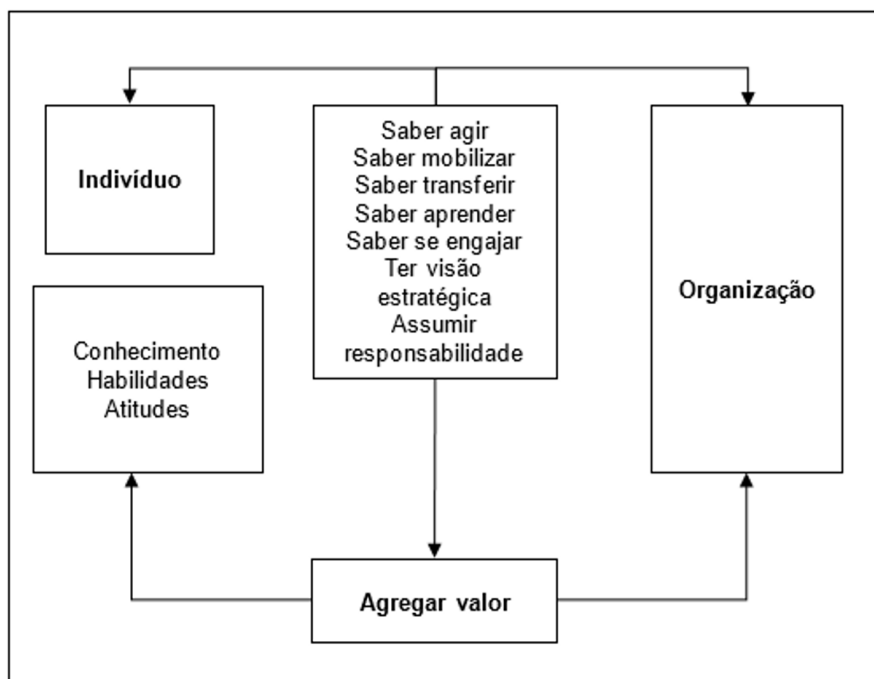 Indivíduo
Conhecimento
Habilidades
Atitudes
Saber agir
Saber mobilizar
Saber transferir
Saber aprender
Saber se engajar
Ter visão
estratégica
Assumir
responsabilidade
Organização
Agregar valor